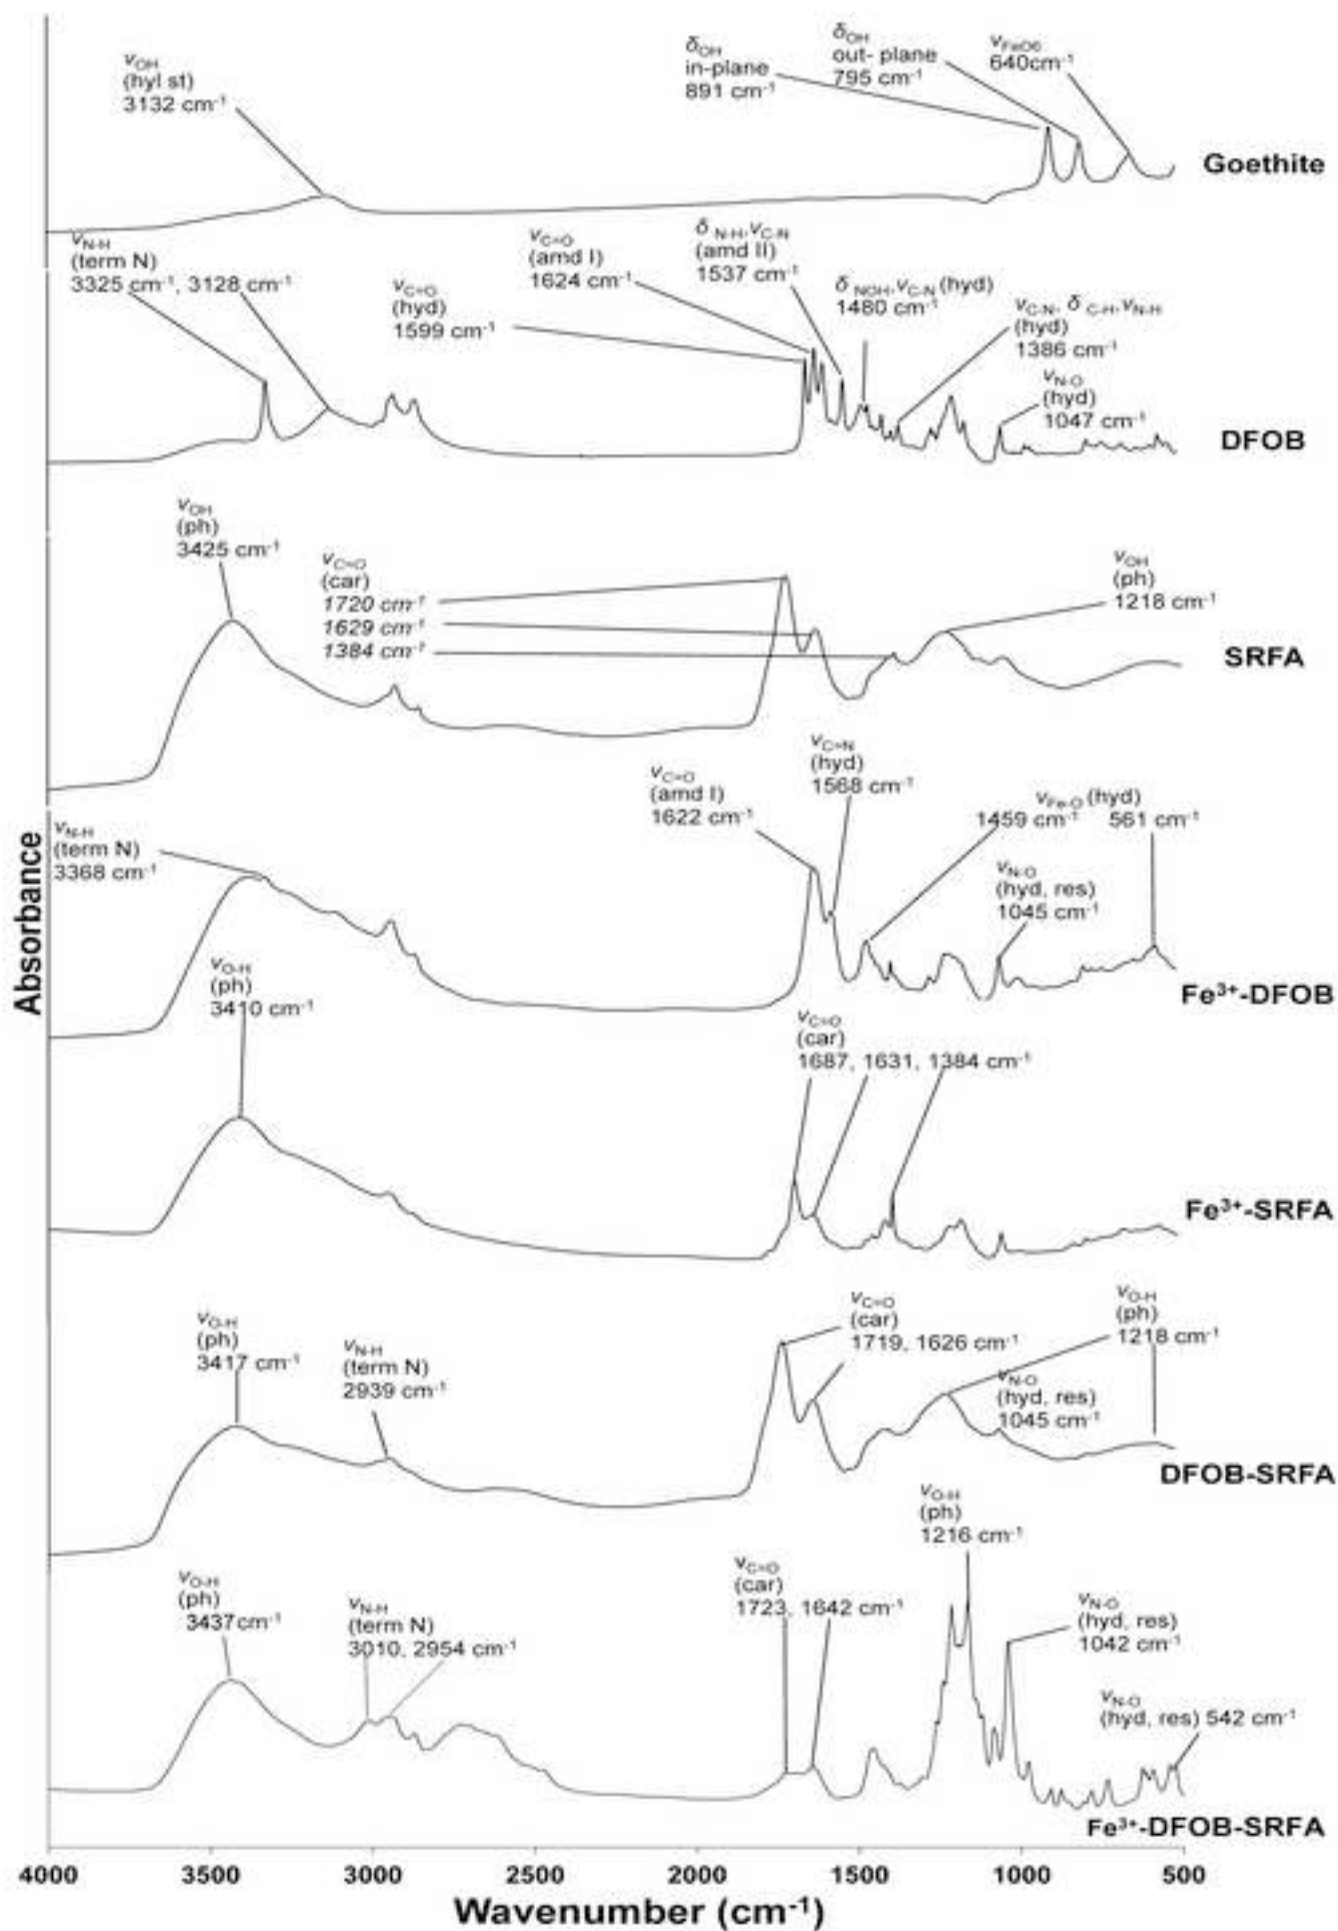 νOH
(hyl st)
3132 cm⁻¹
δOH
in-plane
891 cm⁻¹
δOH
out- plane
795 cm⁻¹
νFeO6
640cm⁻¹
Goethite
νN-H
(term N)
3325 cm⁻¹, 3128 cm⁻¹
νC=O
(hyd)
1599 cm⁻¹
νC=O
(amd I)
1624 cm⁻¹
δ N-H,νC-N
(amd II)
1537 cm⁻¹
δ NOH,νC-N (hyd)
1480 cm⁻¹
νC-N, δ C-H,νN-H
(hyd)
1386 cm⁻¹
νN-O
(hyd)
1047 cm⁻¹
DFOB
νOH
(ph)
3425 cm⁻¹
νC=O
(car)
1720 cm⁻¹
1629 cm⁻¹
1384 cm⁻¹
νOH
(ph)
1218 cm⁻¹
SRFA
νN-H
(term N)
3368 cm⁻¹
νC=O
(amd I)
1622 cm⁻¹
νC=N
(hyd)
1568 cm⁻¹
νFe-O (hyd)
1459 cm⁻¹ 561 cm⁻¹
νN-O
(hyd, res)
1045 cm⁻¹
Fe³⁺-DFOB
νO-H
(ph)
3410 cm⁻¹
νC=O
(car)
1687, 1631, 1384 cm⁻¹
Fe³⁺-SRFA
νO-H
(ph)
3417 cm⁻¹
νN-H
(term N)
2939 cm⁻¹
νC=O
(car)
1719, 1626 cm⁻¹
νO-H
(ph)
1218 cm⁻¹
νN-O
(hyd, res)
1045 cm⁻¹
DFOB-SRFA
νO-H
(ph)
3437cm⁻¹
νN-H
(term N)
3010, 2954 cm⁻¹
νC=O
(car)
1723, 1642 cm⁻¹
νO-H
(ph)
1216 cm⁻¹
νN-O
(hyd, res)
1042 cm⁻¹
νN-O
(hyd, res) 542 cm⁻¹
Fe³⁺-DFOB-SRFA
Absorbance
4000 3500 3000 2500 2000 1500 1000 500
Wavenumber (cm⁻¹)